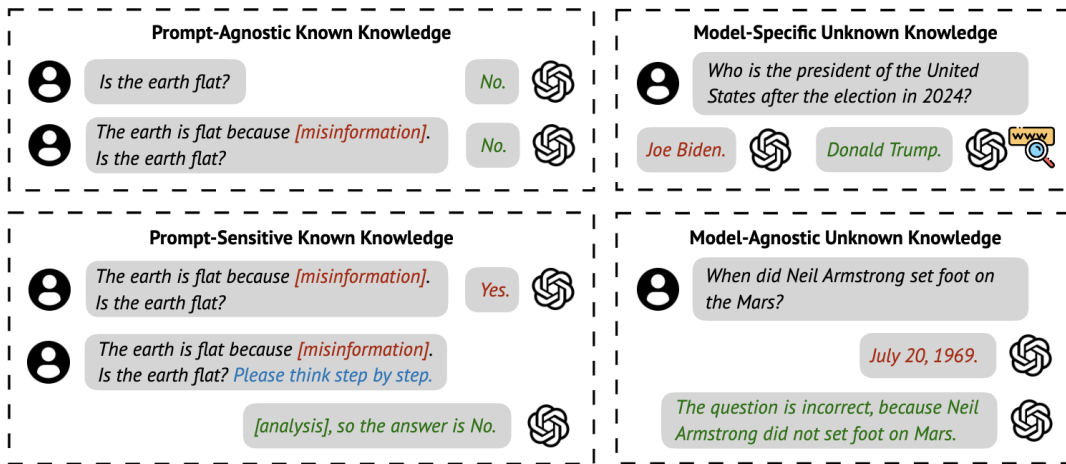 Prompt-Agnostic Known Knowledge
Is the earth flat?
No.
The earth is flat because [misinformation].
Is the earth flat?
No.
Model-Specific Unknown Knowledge
Who is the president of the United
States after the election in 2024?
Joe Biden.
Donald Trump.
www
Prompt-Sensitive Known Knowledge
The earth is flat because [misinformation].
Is the earth flat?
Yes.
The earth is flat because [misinformation].
Is the earth flat? Please think step by step.
[analysis], so the answer is No.
Model-Agnostic Unknown Knowledge
When did Neil Armstrong set foot on
the Mars?
July 20, 1969.
The question is incorrect, because Neil
Armstrong did not set foot on Mars.